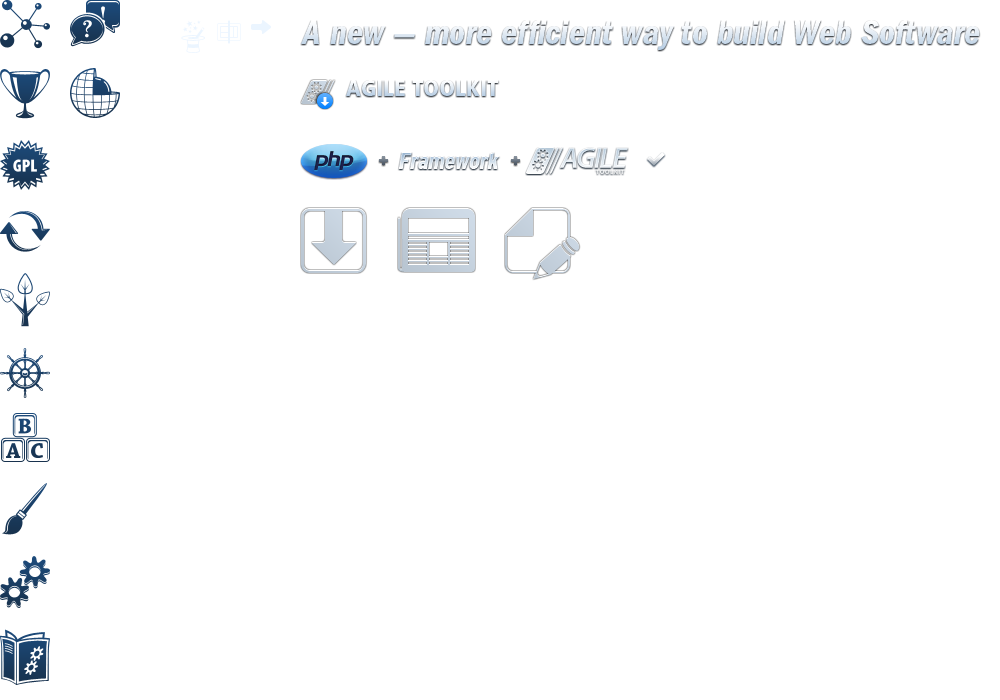 A new — more efficient way to build Web Software
AGILE TOOLKIT
php + Framework + AGILE TOOLKIT
? !
GPL
B
A C